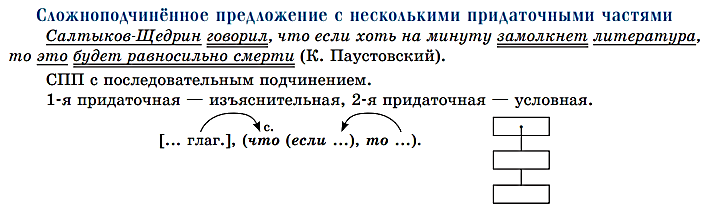 Сложноподчинённое предложение с несколькими придаточными частями
Салтыков-Щедрин говорил, что если хоть на минуту замолкнет литература,
то это будет равносильно смерти (К. Паустовский).
СПП с последовательным подчинением.
1-я придаточная — изъяснительная, 2-я придаточная — условная.
с.
[... глаг.], (что (если ...), то ...).